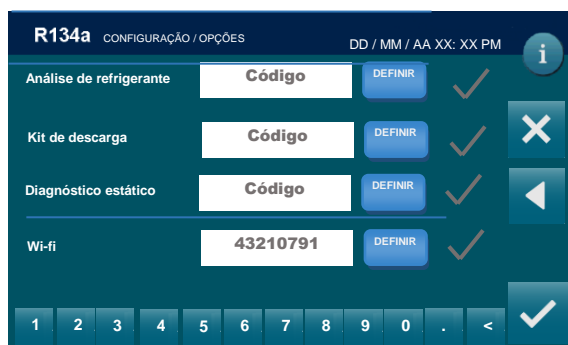 R134a CONFIGURAÇÃO / OPÇÕES DD / MM / AA XX: XX PM i
Análise de refrigerante Código DEFINIR
Kit de descarga Código DEFINIR
Diagnóstico estático Código DEFINIR
Wi-fi 43210791 DEFINIR
1 2 3 4 5 6 7 8 9 0 . <